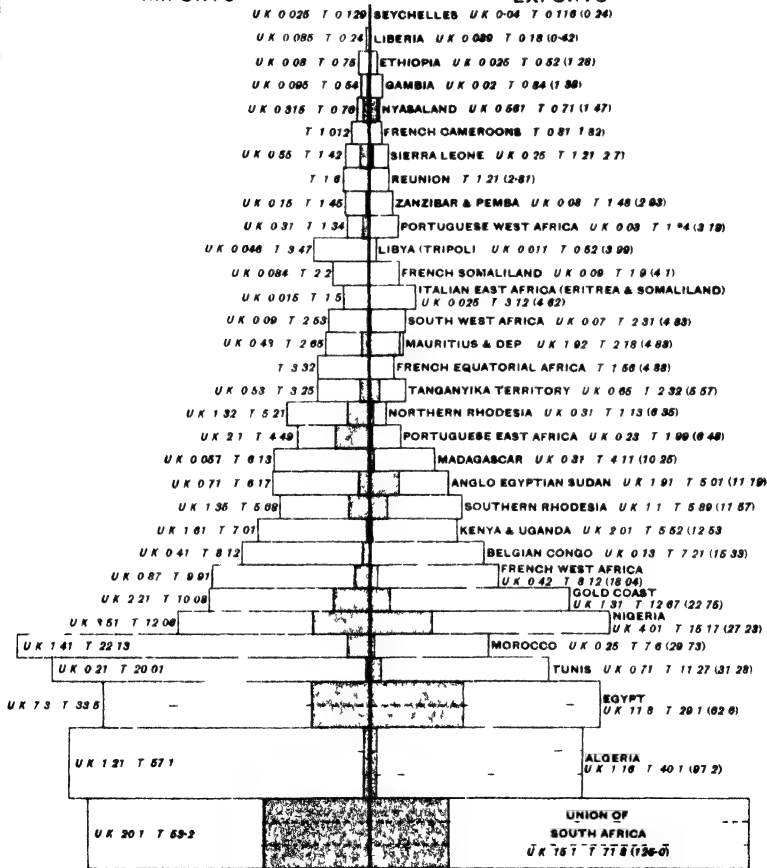 UK 0 025 T 0 129 SEYCHELLES UK 0·04 T 0 116 (0 24)
UK 0 085 T 0 24 LIBERIA UK 0 089 T 0 18 (0·42)
UK 0 08 T 0 75 ETHIOPIA UK 0 025 T 0 52 (1 28)
UK 0 095 T 0 54 GAMBIA UK 0 02 T 0 84 (1 38)
UK 0 315 T 0 76 NYASALAND UK 0 561 T 0 71 (1 47)
T 1 012 FRENCH CAMEROONS T 0 81 1 82)
UK 0 55 T 1 42 SIERRA LEONE UK 0 25 T 1 21 2 71
T 1 6 REUNION T 1 21 (2·81)
UK 0 15 T 1 45 ZANZIBAR & PEMBA UK 0 08 T 1 48 (2 93)
UK 0 31 T 1 34 PORTUGUESE WEST AFRICA UK 0 03 T (3 19)
UK 0 046 T 3 47 LIBYA (TRIPOLI UK 0 011 T 0 52 (3 99)
UK 0 084 T 2 2 FRENCH SOMALILAND UK 0 09 T 1 9 (4 1)
ITALIAN EAST AFRICA (ERITREA & SOMALILAND)
UK 0 015 T 1 5 UK 0 025 T 3 12 (4 62)
UK 0 09 T 2 53 SOUTH WEST AFRICA UK 0 07 T 2 31 (4 83)
UK 0 49 T 2 65 MAURITIUS & DEP UK 1 92 T 2 18 (4 83)
T 3 32 FRENCH EQUATORIAL AFRICA T 1 56 (4 88)
UK 0 53 T 3 25 TANGANYIKA TERRITORY UK 0 65 T 2 32 (5 57)
UK 1 32 T 5 21 NORTHERN RHODESIA UK 0 31 T 1 13 (6 35)
UK 2 1 T 4 49 PORTUGUESE EAST AFRICA UK 0 23 T 1 99 (6 48)
UK 0 057 T 6 13 MADAGASCAR UK 0 31 T 4 11 (10 25)
UK 0 71 T 6 17 ANGLO EGYPTIAN SUDAN UK 1 91 T 5 01 (11 19)
UK 1 35 T 5 68 SOUTHERN RHODESIA UK 1 1 T 5 89 (11 57)
UK 1 61 T 7 01 KENYA & UGANDA UK 2 01 T 5 52 (12 53
UK 0 41 T 8 12 BELGIAN CONGO UK 0 13 T 7 21 (15 33)
FRENCH WEST AFRICA
UK 0 87 T 9 91 UK 0 42 T 8 12 (18 04)
GOLD COAST
UK 2 21 T 10 08 UK 1 31 T 12 67 (22 75)
NIGERIA
UK 51 T 12 06 UK 4 01 T 15 17 (27 23)
UK 1 41 T 22 13 MOROCCO UK 0 25 T 7 6 (29 73)
UK 0 21 T 20 01 TUNIS UK 0 71 T 11 27 (31 28)
EGYPT
UK 7 3 T 33 5 UK 11 8 T 29 1 (62 6)
ALGERIA
UK 1 21 T 57 1 UK 1 16 T 40 1 (97 2)
UNION OF
UK 20 1 T 53·2 SOUTH AFRICA
UK 15 1 T 71 8 (125·0)